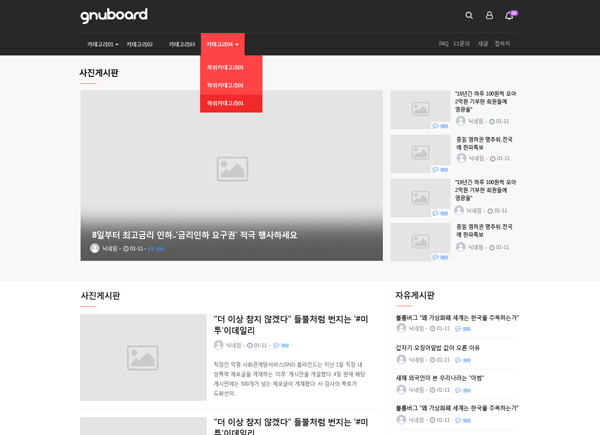 gnuboard
89
카테고리01
카테고리02
카테고리03
카테고리04
FAQ
1:1문의
새글
접속자
하위카테고리01
하위카테고리01
하위카테고리01
사진게시판
8일부터 최고금리 인하..'금리인하 요구권' 적극 행사하세요
닉네임 • 01-11 • 999
999
"19년간 하루 100원씩 모아
2억원 기부한 회원들에
영광을"
닉네임 • 01-11
999
종일 영하권 맹추위..전국
에 한파특보
닉네임 • 01-11
999
"19년간 하루 100원씩 모아
2억원 기부한 회원들에
영광을"
닉네임 • 01-11
999
종일 영하권 맹추위..전국
에 한파특보
닉네임 • 01-11
사진게시판
"더 이상 참지 않겠다" 들불처럼 번지는 '#미
투'이데일리
닉네임 • 01-11 • 999
직장인 익명 사회관계망서비스(SNS) 블라인드는 지난 1일 직장 내
성폭력 제보글을 게재하는 '미투' 게시판을 개설했다. 4일 현재 해당
게시판에는 500개가 넘는 제보글이 게재됐다. 서 검사의 폭로가
도화선이..
"더 이상 참지 않겠다" 들불처럼 번지는 '#미
투'이데일리
자유게시판
블룸버그 "왜 가상화폐 세계는 한국을 주목하는가"
닉네임 • 01-11 999
갑자기 오징어덮밥 값이 오른 이유
닉네임 • 01-11 999
새해 외국인이 본 우리나라는 "어썸"
닉네임 • 01-11 999
블룸버그 "왜 가상화폐 세계는 한국을 주목하는가"
닉네임 • 01-11 999